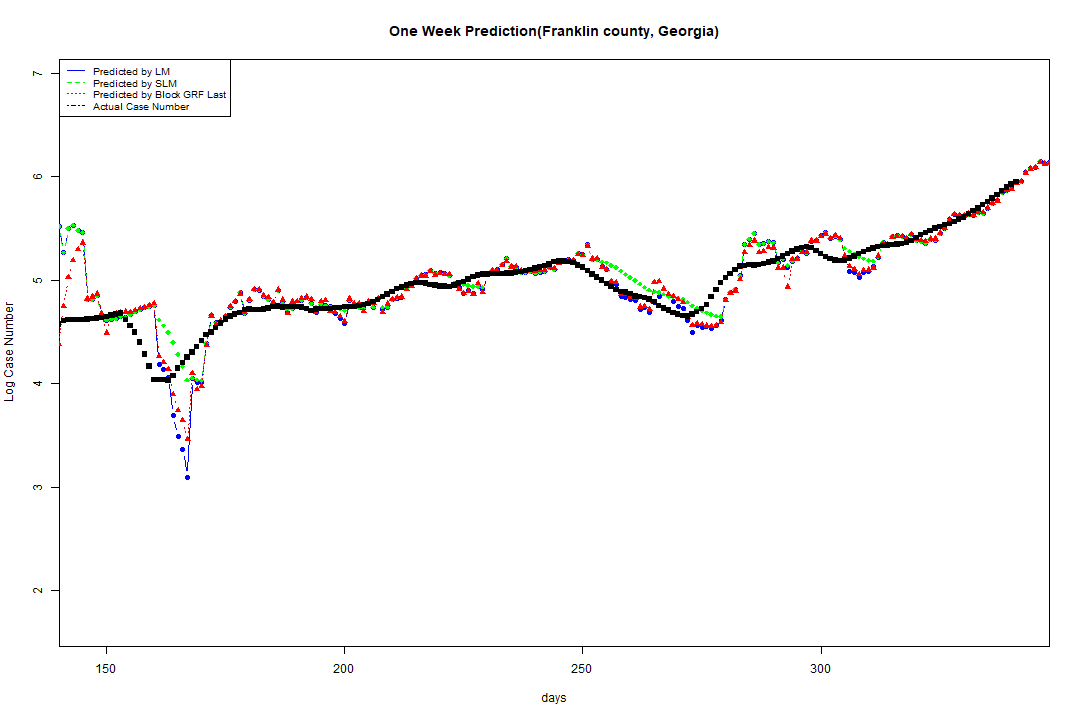 One Week Prediction(Franklin county, Georgia)
Predicted by LM
Predicted by SLM
Predicted by Block GRF Last
Actual Case Number
7
6
5
4
3
2
Log Case Number
150
200
250
300
days